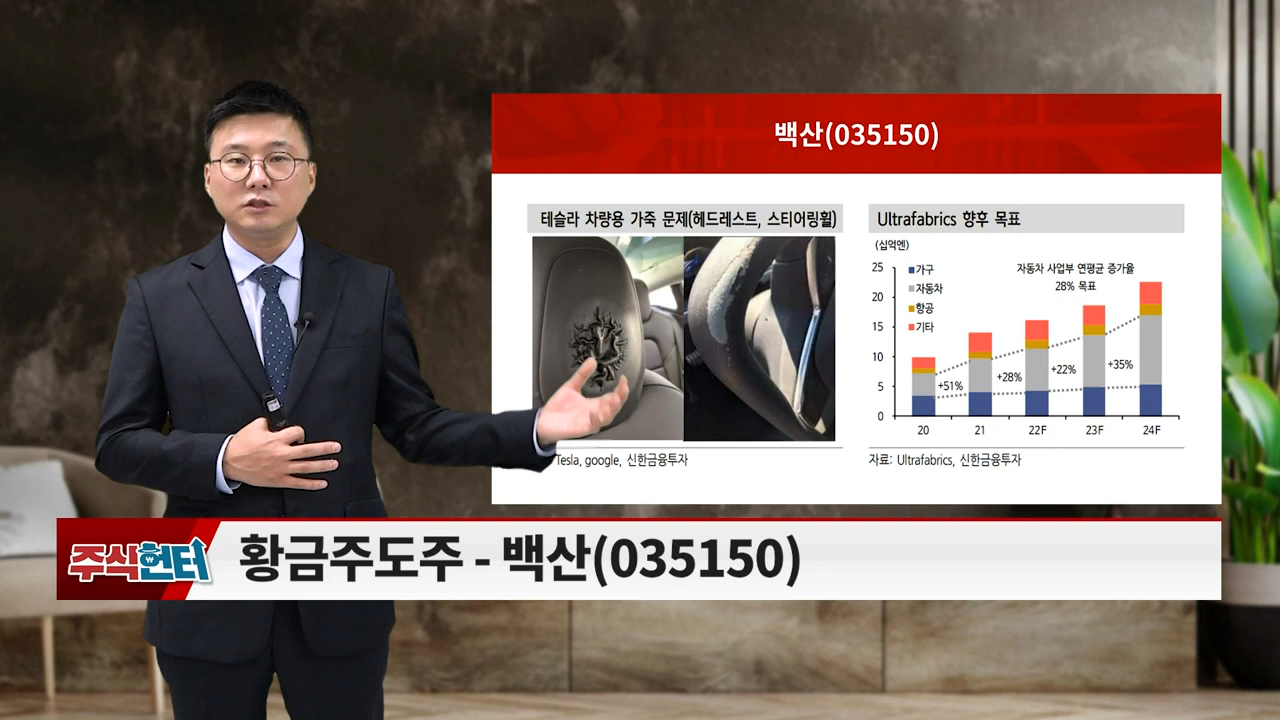 백산(035150)
테슬라 차량용 가죽 문제(헤드레스트, 스티어링휠)
Tesla, google, 신한금융투자
Ultrafabrics 향후 목표
(십억엔)
25
20
15
10
5
0
가구
자동차
항공
기타
자동차 사업부 연평균 증가율
28% 목표
+51%
+28%
+22%
+35%
20
21
22F
23F
24F
자료: Ultrafabrics, 신한금융투자
주식헌터
황금주도주 - 백산(035150)